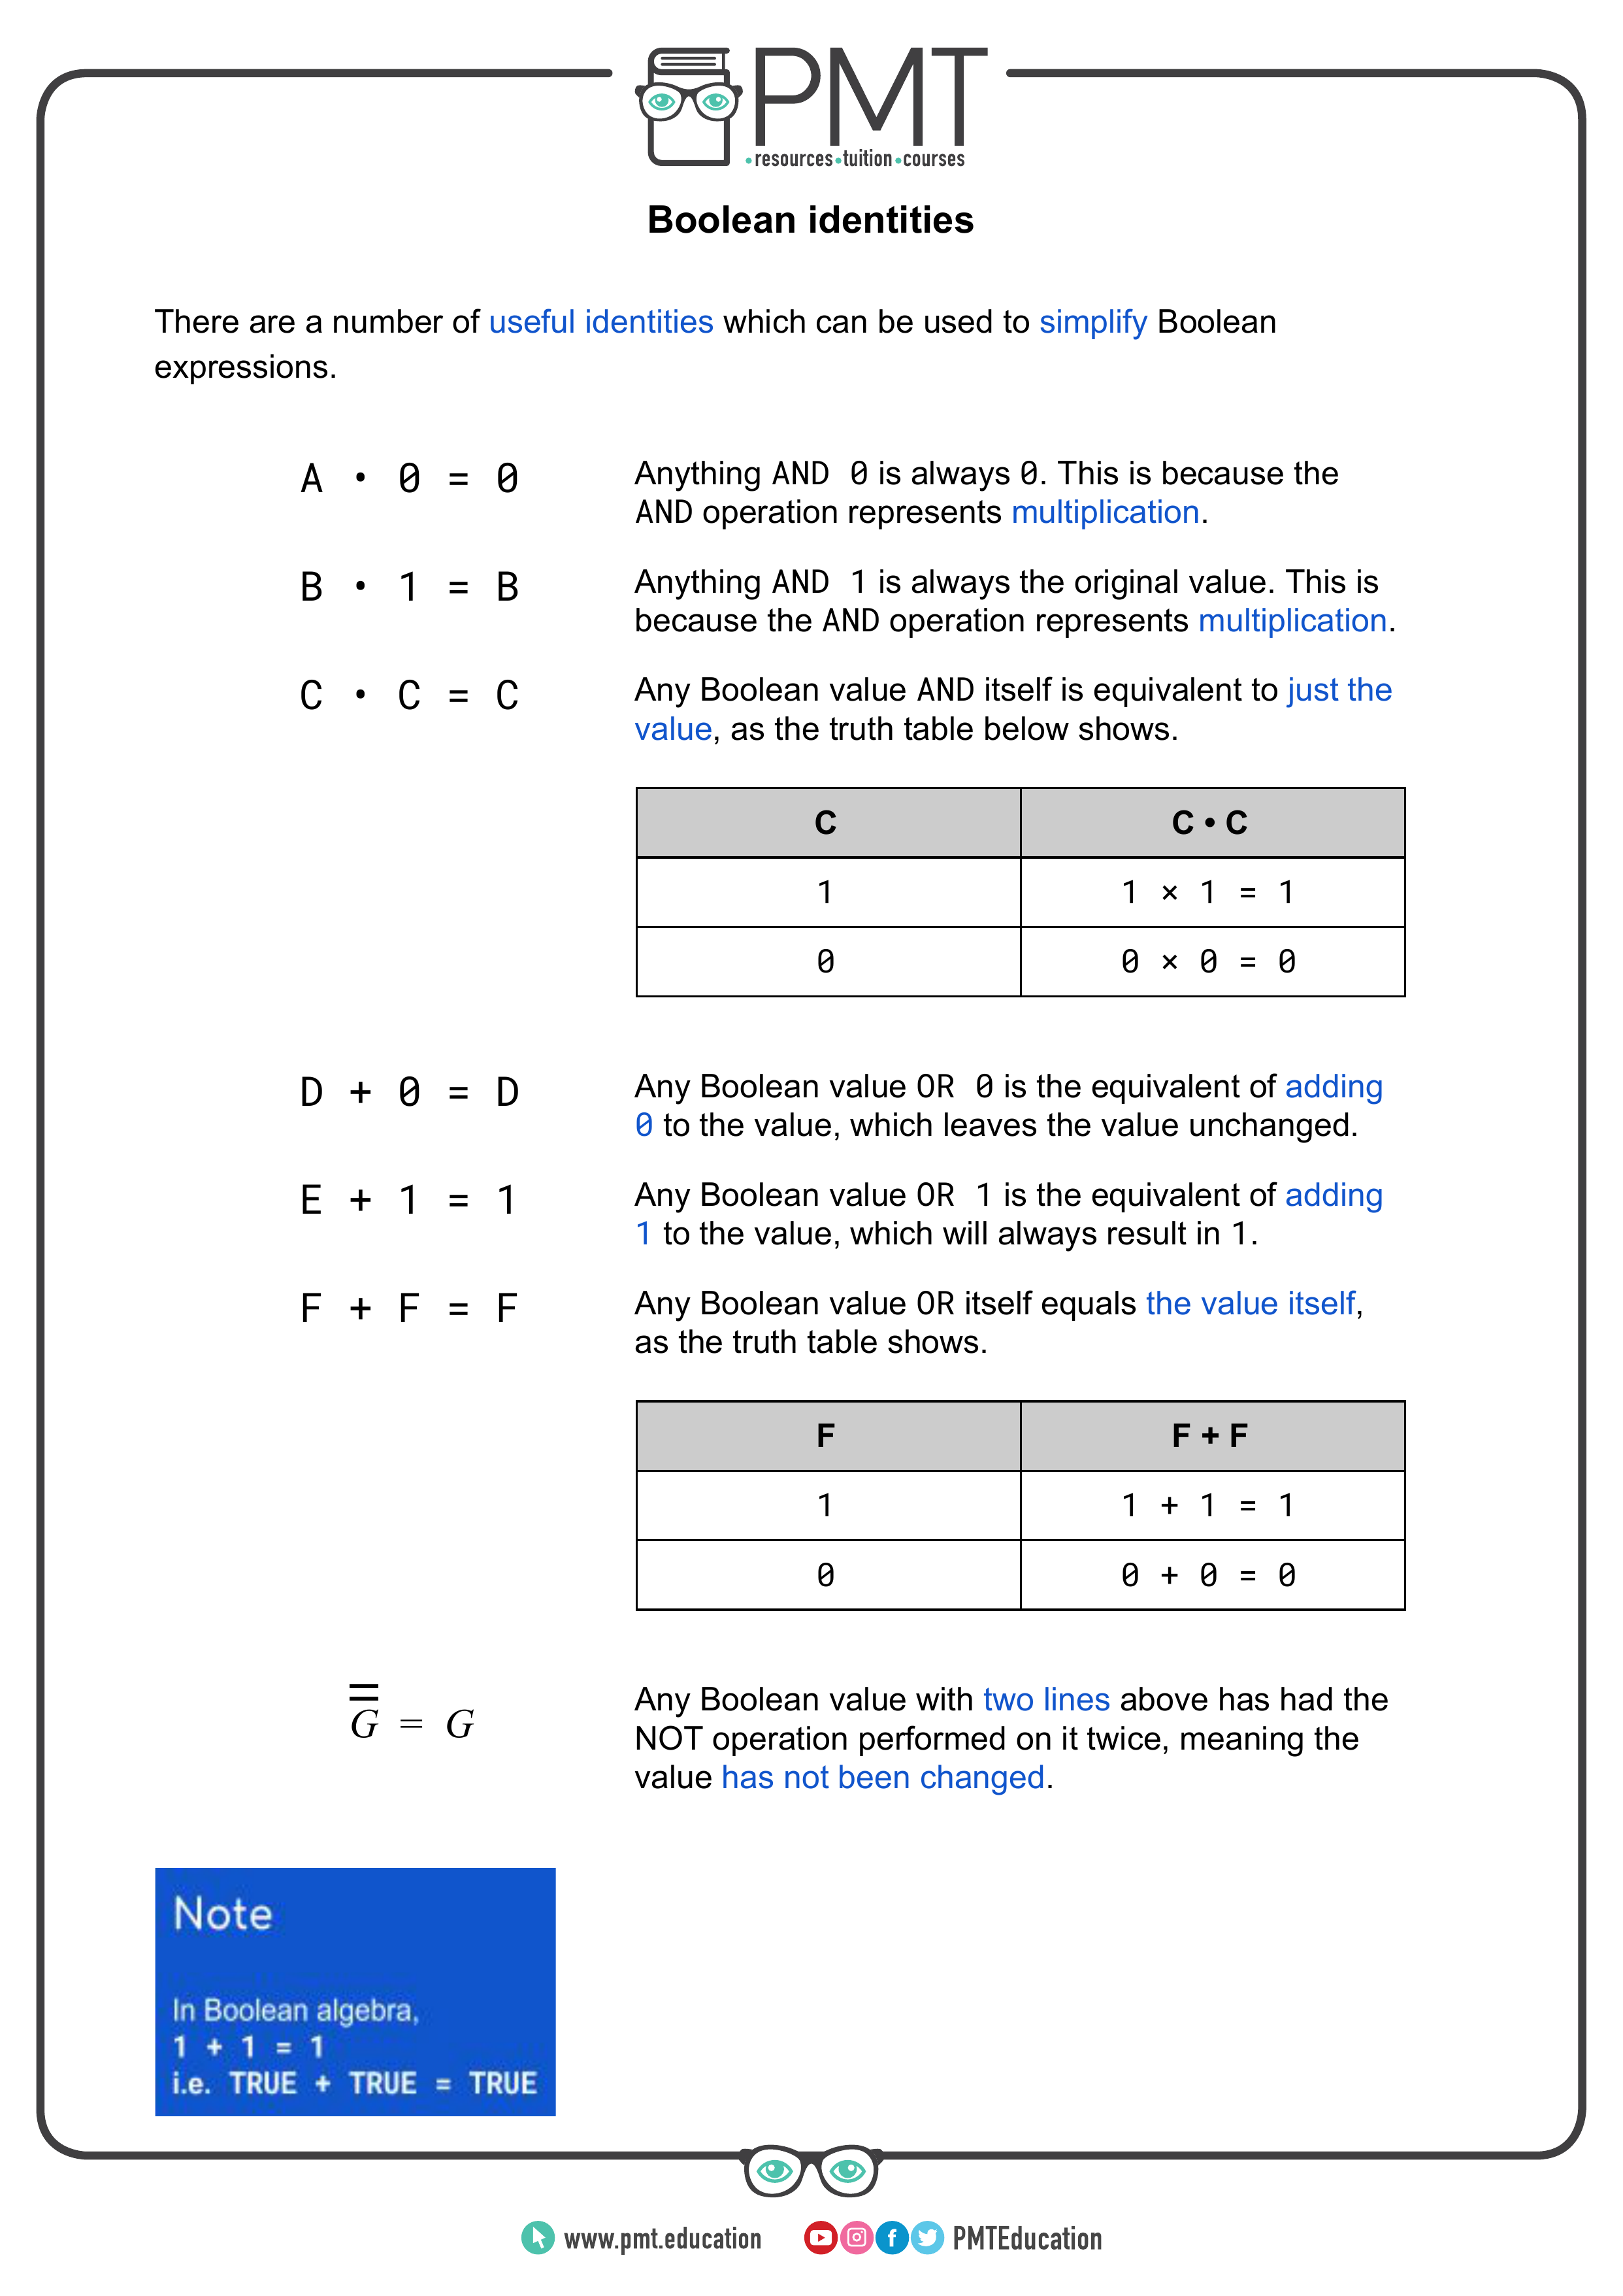 PMT
•resources•tuition•courses
Boolean identities
There are a number of useful identities which can be used to simplify Boolean
expressions.
A • 0 = 0
Anything AND 0 is always 0. This is because the
AND operation represents multiplication.
B • 1 = B
Anything AND 1 is always the original value. This is
because the AND operation represents multiplication.
C • C = C
Any Boolean value AND itself is equivalent to just the
value, as the truth table below shows.
C C • C
1 1 × 1 = 1
0 0 × 0 = 0
D + 0 = D
Any Boolean value OR 0 is the equivalent of adding
0 to the value, which leaves the value unchanged.
E + 1 = 1
Any Boolean value OR 1 is the equivalent of adding
1 to the value, which will always result in 1.
F + F = F
Any Boolean value OR itself equals the value itself,
as the truth table shows.
F F + F
1 1 + 1 = 1
0 0 + 0 = 0
G̿ = G
Any Boolean value with two lines above has had the
NOT operation performed on it twice, meaning the
value has not been changed.
Note
In Boolean algebra,
1 + 1 = 1
i.e. TRUE + TRUE = TRUE
www.pmt.education PMTEducation